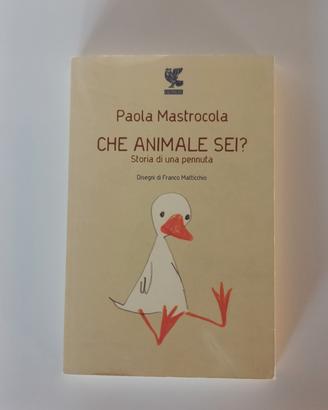 Paola Mastrocola
CHE ANIMALE SEI?
Storia di una pennuta
Disegni di Franco Matticchio